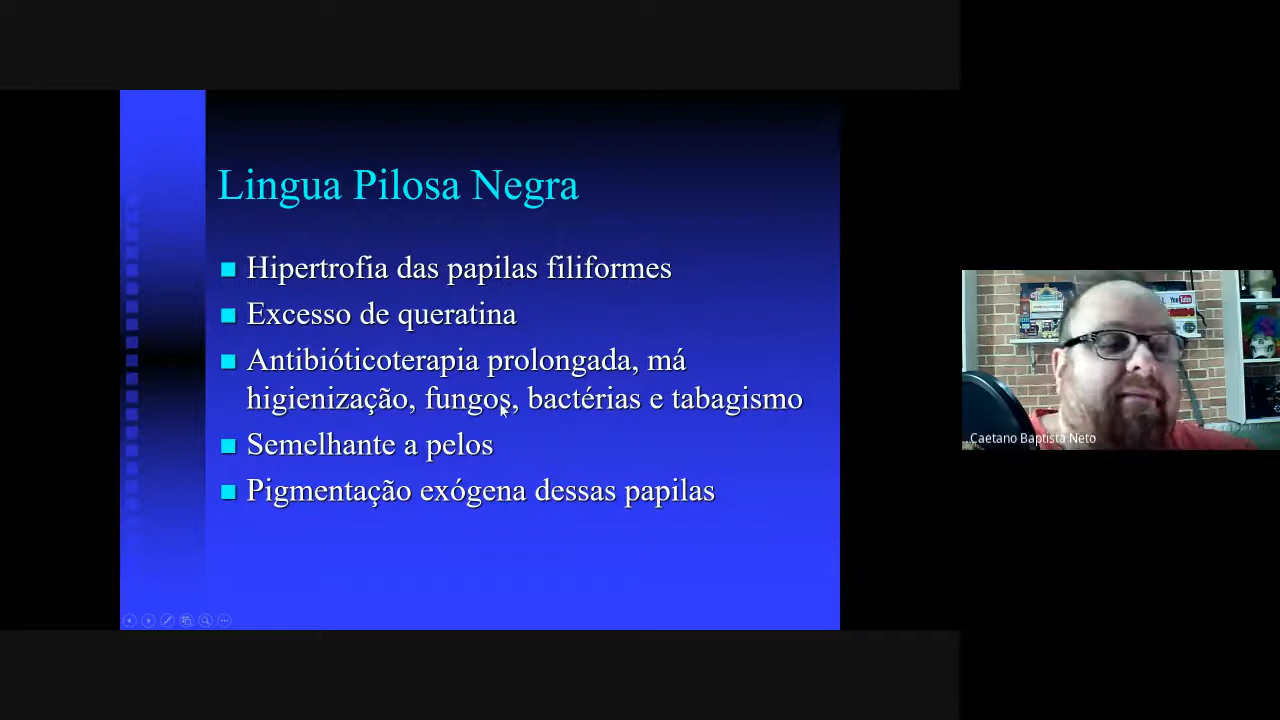 Lingua Pilosa Negra
Hipertrofia das papilas filiformes
Excesso de queratina
Antibióticoterapia prolongada, má
higienização, fungos, bactérias e tabagismo
Semelhante a pelos
Pigmentação exógena dessas papilas
YouTube
Caetano Baptista Neto